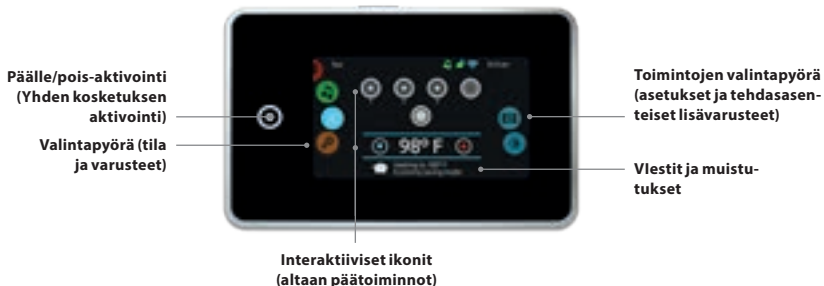 Päälle/pois-aktivointi
(Yhden kosketuksen
aktivointi)
Valintapyörä (tila
ja varusteet)
98° F
Toimintojen valintapyörä
(asetukset ja tehdasasen-
teiset lisävarusteet)
VIestit ja muistu-
tukset
Interaktiiviset ikonit
(altaan päätoiminnot)